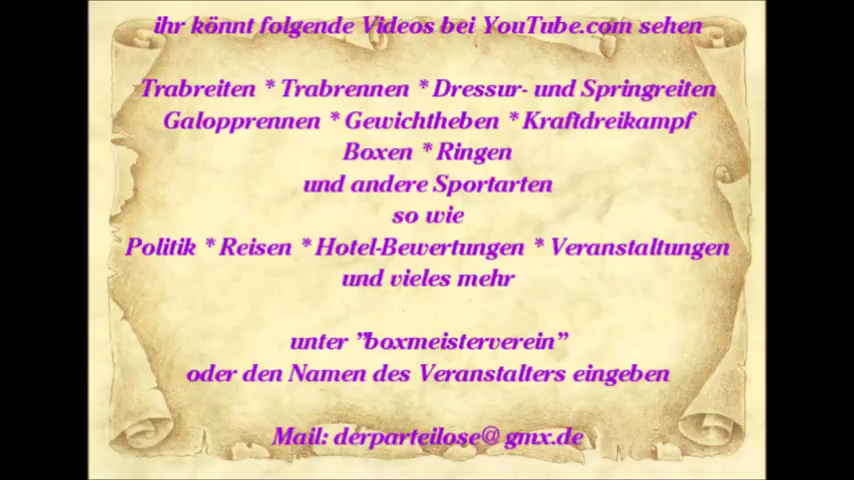 ihr könnt folgende Videos bei YouTube.com sehen
Trabreiten * Trabrennen * Dressur- und Springreiten
Galopprennen * Gewichtheben * Kraftdreikampf
Boxen * Ringen
und andere Sportarten
so wie
Politik * Reisen * Hotel-Bewertungen * Veranstaltungen
und vieles mehr
unter "boxmeisterverein"
oder den Namen des Veranstalters eingeben
Mail: derparteilose@ gmx.de